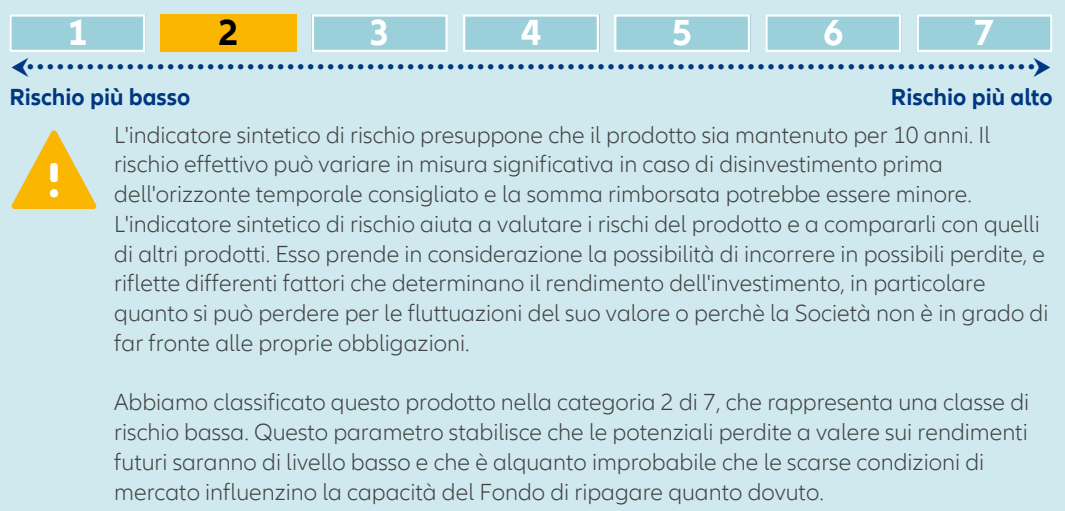 1 2 3 4 5 6 7
Rischio più basso Rischio più alto
L'indicatore sintetico di rischio presuppone che il prodotto sia mantenuto per 10 anni. Il
rischio effettivo può variare in misura significativa in caso di disinvestimento prima
dell'orizzonte temporale consigliato e la somma rimborsata potrebbe essere minore.
L'indicatore sintetico di rischio aiuta a valutare i rischi del prodotto e a compararli con quelli
di altri prodotti. Esso prende in considerazione la possibilità di incorrere in possibili perdite, e
riflette differenti fattori che determinano il rendimento dell'investimento, in particolare
quanto si può perdere per le fluttuazioni del suo valore o perchè la Società non è in grado di
far fronte alle proprie obbligazioni.
Abbiamo classificato questo prodotto nella categoria 2 di 7, che rappresenta una classe di
rischio bassa. Questo parametro stabilisce che le potenziali perdite a valere sui rendimenti
futuri saranno di livello basso e che è alquanto improbabile che le scarse condizioni di
mercato influenzino la capacità del Fondo di ripagare quanto dovuto.